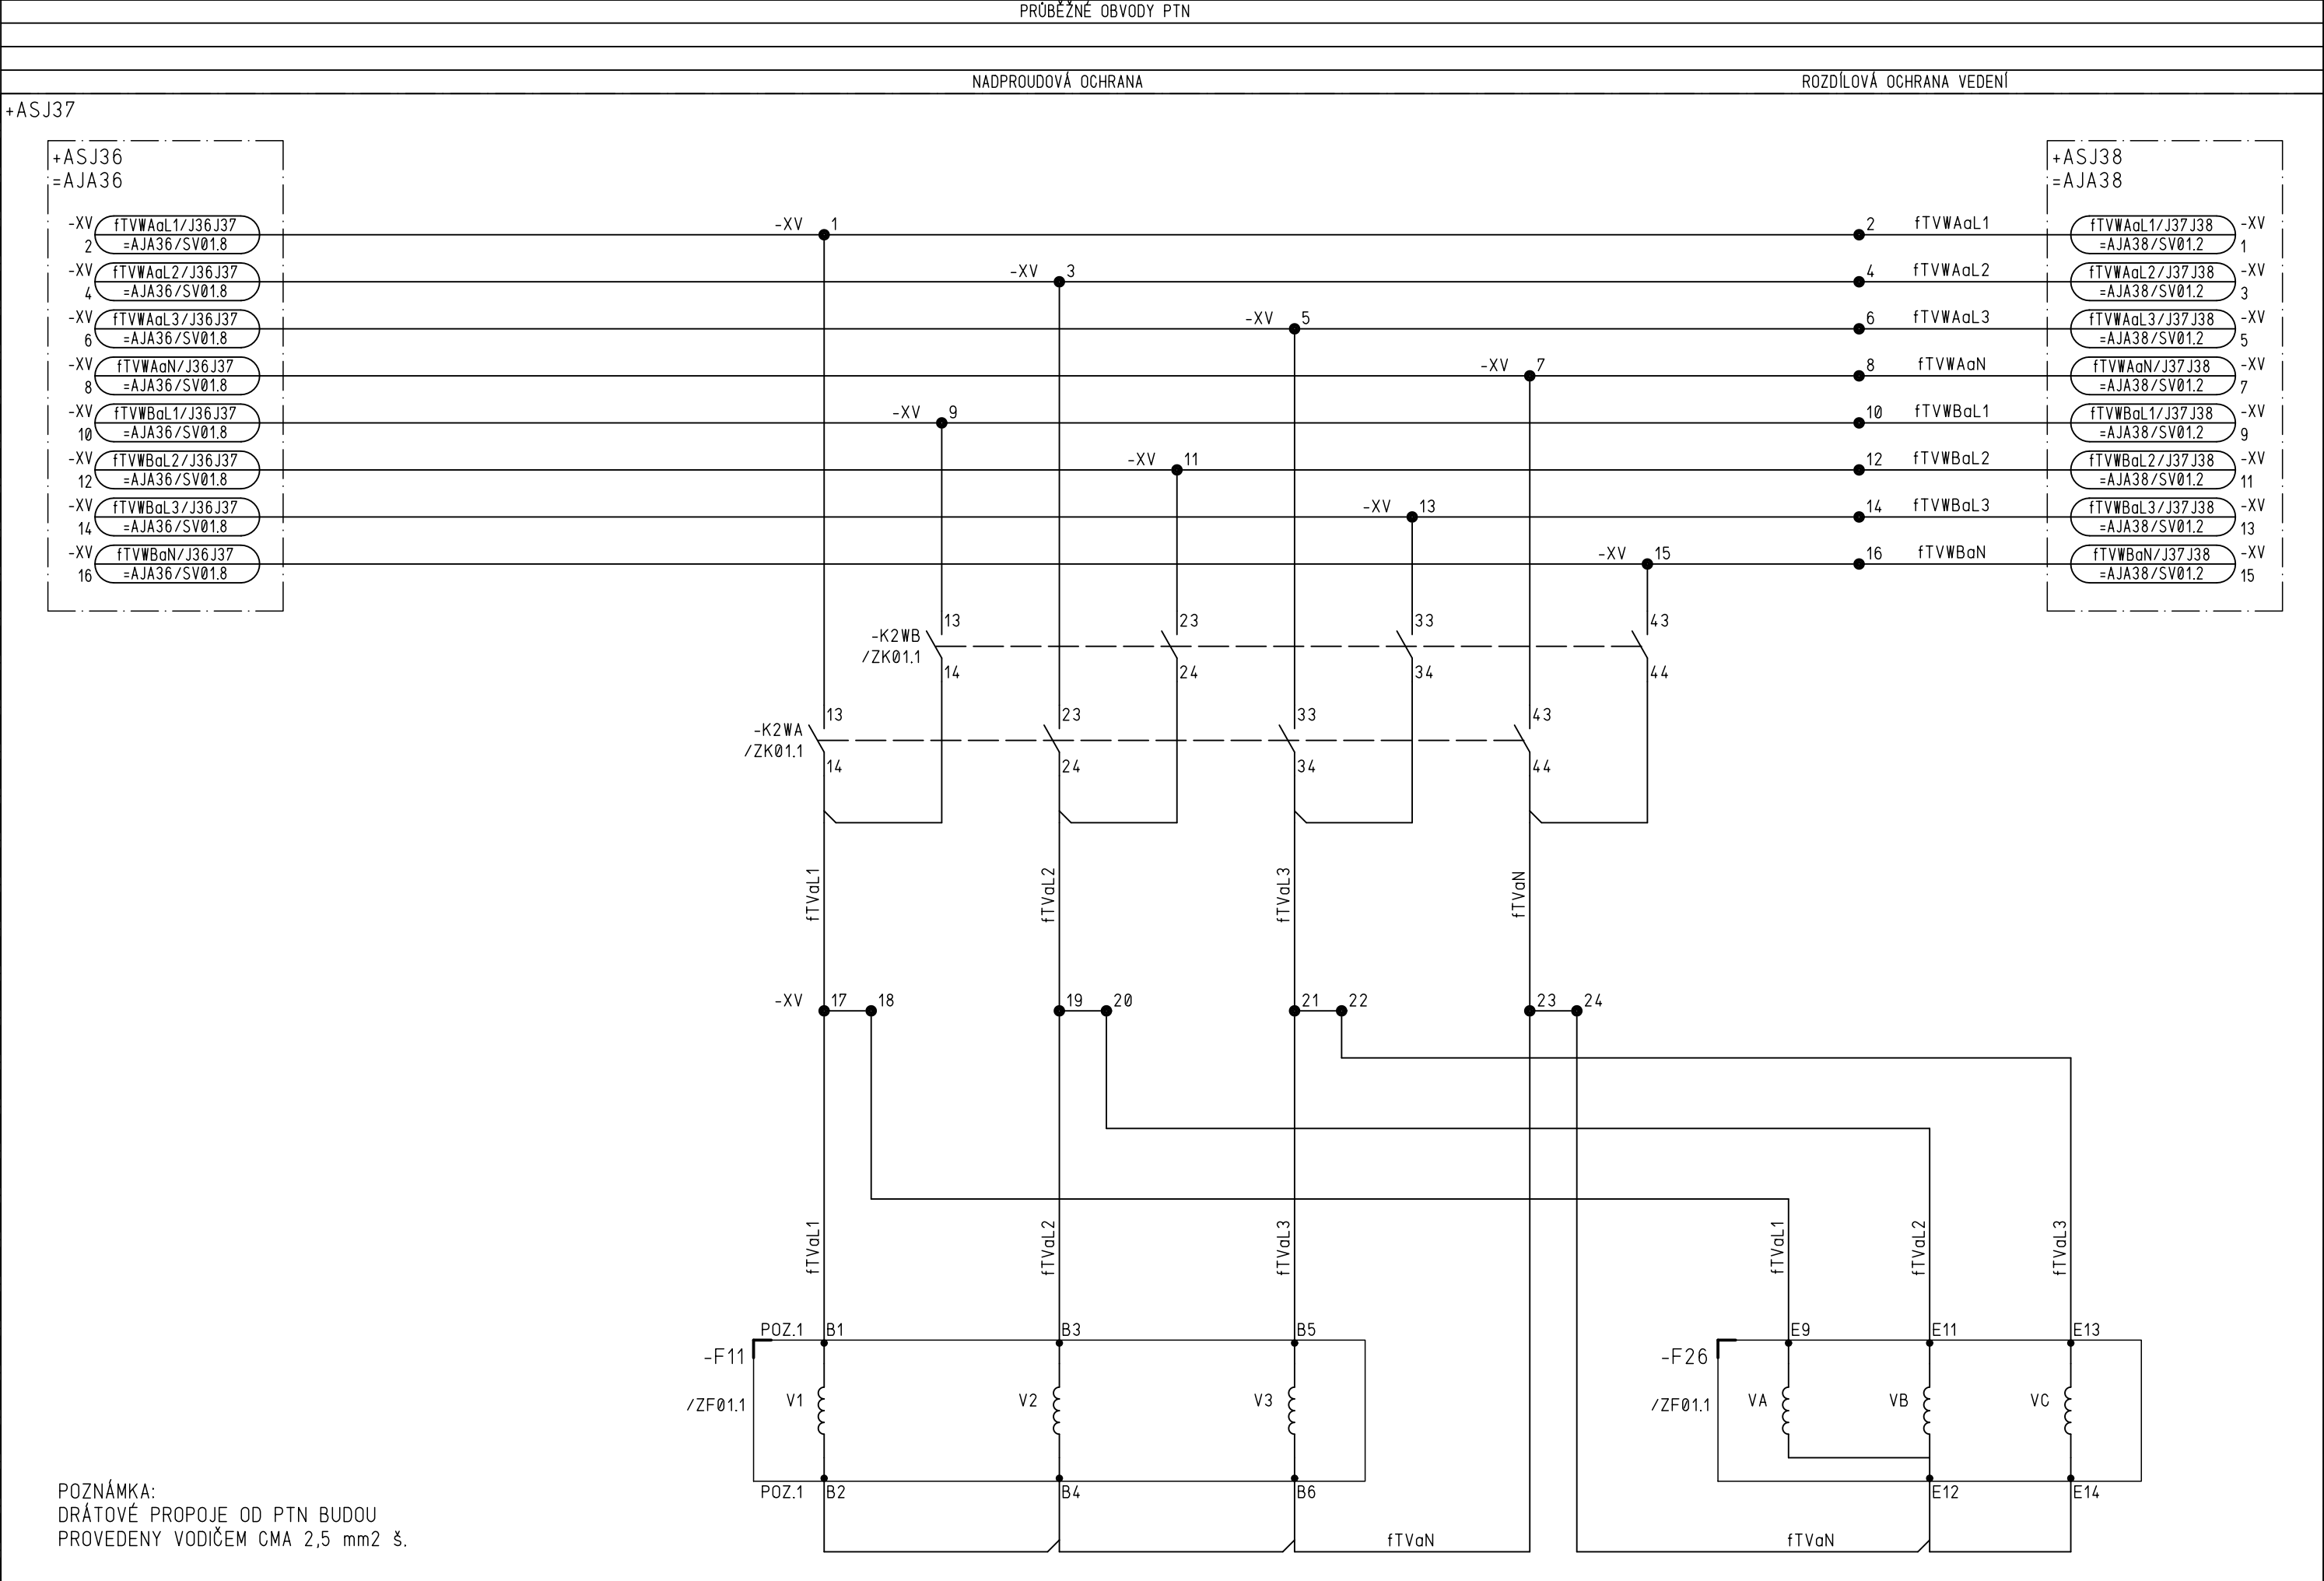 PRŮBĚŽNÉ OBVODY PTN
NADPROUDOVÁ OCHRANA
ROZDÍLOVÁ OCHRANA VEDENÍ
+ASJ37
+ASJ36
=AJA36
+ASJ38
=AJA38
-XV 2 fTVWAaL1/J36J37
=AJA36/SV01.8
-XV 1
2 fTVWAaL1
fTVWAaL1/J37J38 -XV
=AJA38/SV01.2 1
-XV 4 fTVWAaL2/J36J37
=AJA36/SV01.8
-XV 3
4 fTVWAaL2
fTVWAaL2/J37J38 -XV
=AJA38/SV01.2 3
-XV 6 fTVWAaL3/J36J37
=AJA36/SV01.8
-XV 5
6 fTVWAaL3
fTVWAaL3/J37J38 -XV
=AJA38/SV01.2 5
-XV 8 fTVWAaN/J36J37
=AJA36/SV01.8
-XV 7
8 fTVWAaN
fTVWAaN/J37J38 -XV
=AJA38/SV01.2 7
-XV 10 fTVWBaL1/J36J37
=AJA36/SV01.8
-XV 9
10 fTVWBaL1
fTVWBaL1/J37J38 -XV
=AJA38/SV01.2 9
-XV 12 fTVWBaL2/J36J37
=AJA36/SV01.8
-XV 11
12 fTVWBaL2
fTVWBaL2/J37J38 -XV
=AJA38/SV01.2 11
-XV 14 fTVWBaL3/J36J37
=AJA36/SV01.8
-XV 13
14 fTVWBaL3
fTVWBaL3/J37J38 -XV
=AJA38/SV01.2 13
-XV 16 fTVWBaN/J36J37
=AJA36/SV01.8
-XV 15
16 fTVWBaN
fTVWBaN/J37J38 -XV
=AJA38/SV01.2 15
13 23 33 43
-K2WB
/ZK01.1
14 24 34 44
13 23 33 43
-K2WA
/ZK01.1
14 24 34 44
fTVaL1
fTVaL2
fTVaL3
fTVaN
-XV 17 18 19 20 21 22 23 24
fTVaL1
fTVaL2
fTVaL3
fTVaL1
fTVaL2
fTVaL3
POZ.1 B1 B3 B5
-F11
/ZF01.1
V1 V2 V3
POZ.1 B2 B4 B6
fTVaN
E9 E11 E13
-F26
/ZF01.1
VA VB VC
E12 E14
fTVaN
POZNÁMKA:
DRÁTOVÉ PROPOJE OD PTN BUDOU
PROVEDENY VODIČEM CMA 2,5 mm2 š.